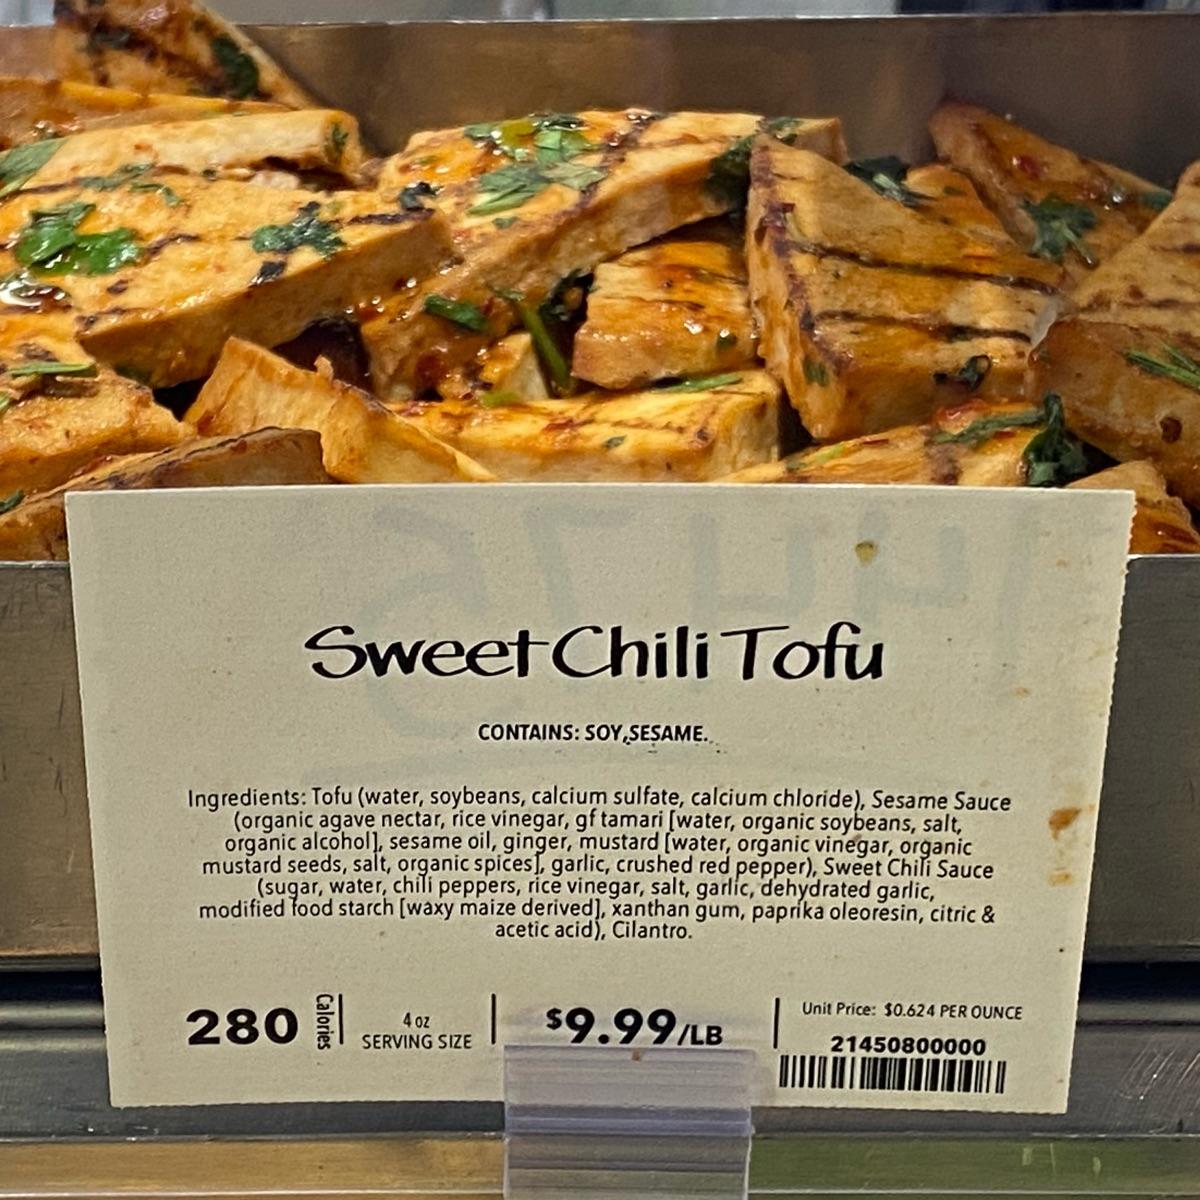 Sweet Chili Tofu
CONTAINS: SOY,SESAME.
Ingredients: Tofu (water, soybeans, calcium sulfate, calcium chloride), Sesame Sauce
(organic agave nectar, rice vinegar, gf tamari [water, organic soybeans, salt,
organic alcohol], sesame oil, ginger, mustard [water, organic vinegar, organic
mustard seeds, salt, organic spices], garlic, crushed red pepper), Sweet Chili Sauce
(sugar, water, chili peppers, rice vinegar, salt, garlic, dehydrated garlic,
modified food starch [waxy maize derived], xanthan gum, paprika oleoresin, citric &
acetic acid), Cilantro.
280 Calories
4 oz
SERVING SIZE
$9.99/LB
Unit Price: $0.624 PER OUNCE
21450800000